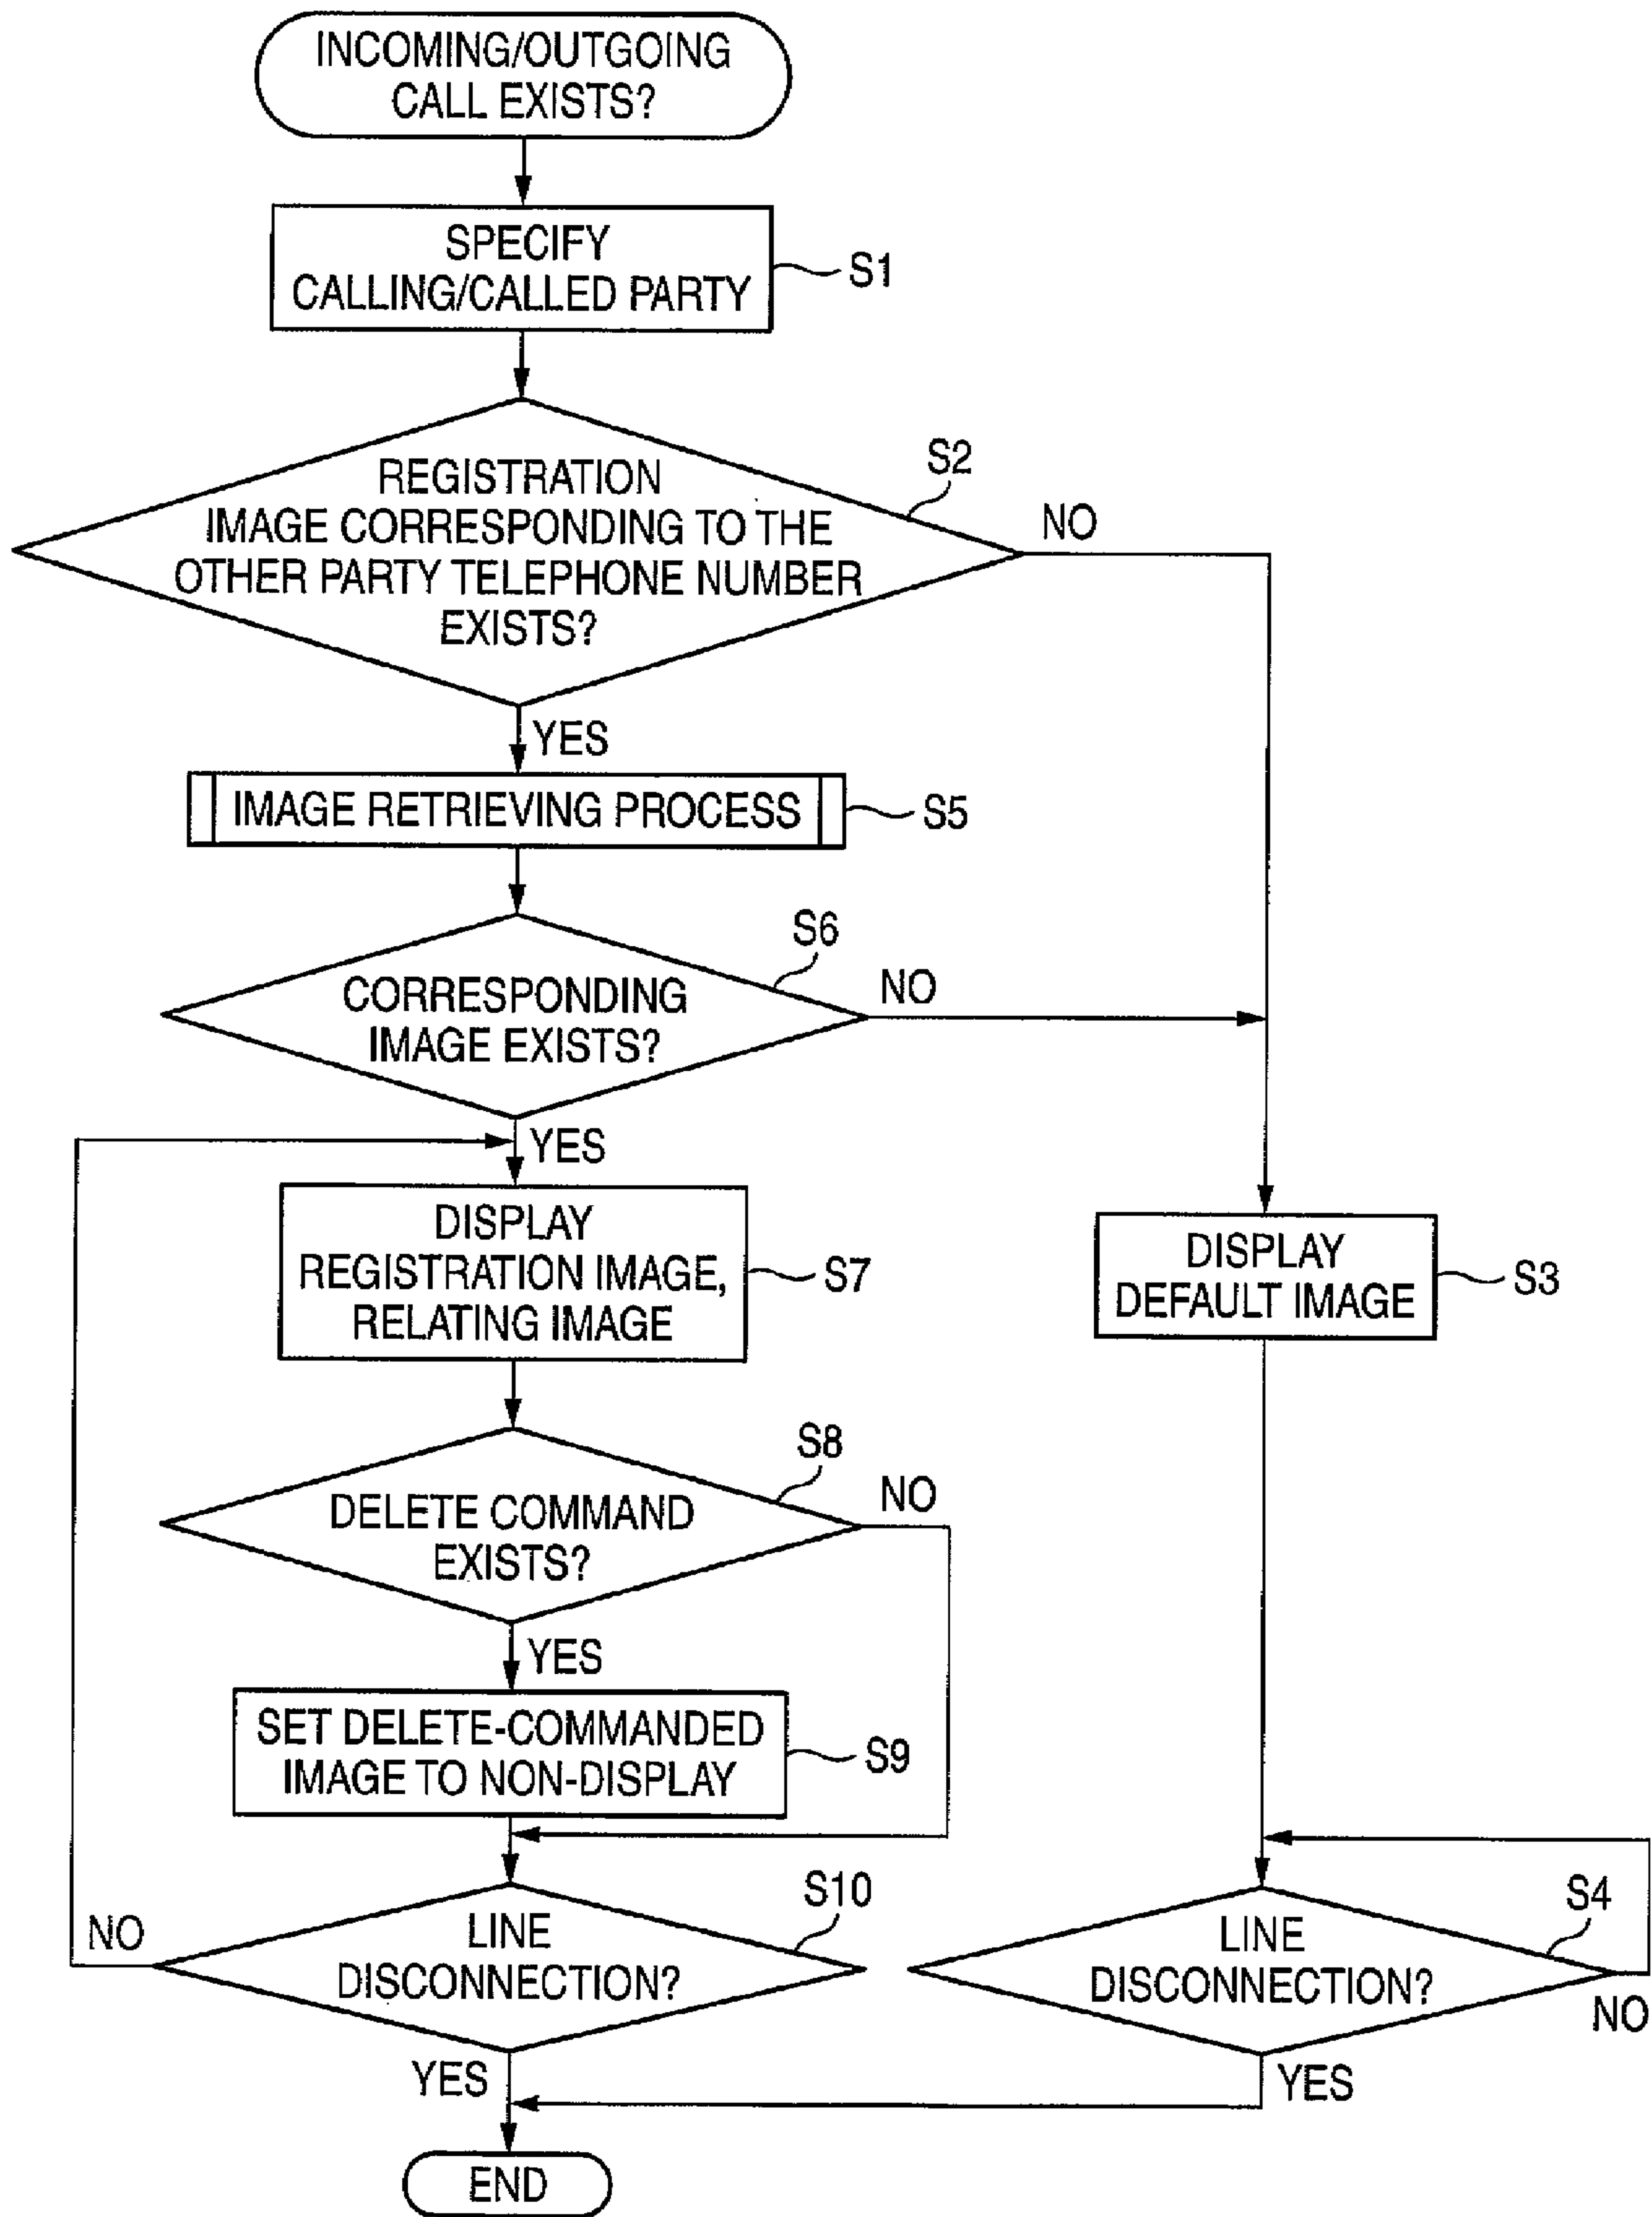 INCOMING/OUTGOING
CALL EXISTS?
SPECIFY
CALLING/CALLED PARTY
S1
S2
REGISTRATION
IMAGE CORRESPONDING TO THE
OTHER PARTY TELEPHONE NUMBER
EXISTS?
NO
YES
IMAGE RETRIEVING PROCESS
S5
S6
CORRESPONDING
IMAGE EXISTS?
NO
YES
DISPLAY
REGISTRATION IMAGE,
RELATING IMAGE
S7
DISPLAY
DEFAULT IMAGE
S3
S8
DELETE COMMAND
EXISTS?
NO
YES
SET DELETE-COMMANDED
IMAGE TO NON-DISPLAY
S9
S10
LINE
DISCONNECTION?
NO
YES
S4
LINE
DISCONNECTION?
NO
YES
END